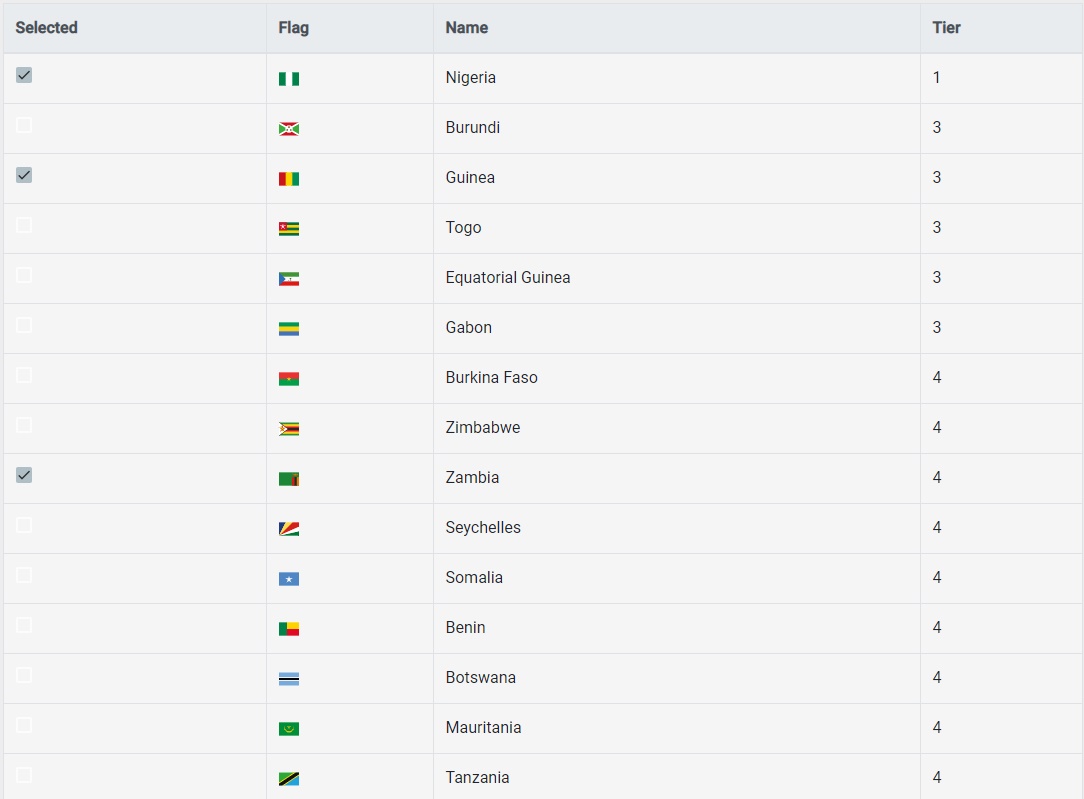 Selected Flag Name Tier
Nigeria 1
Burundi 3
Guinea 3
Togo 3
Equatorial Guinea 3
Gabon 3
Burkina Faso 4
Zimbabwe 4
Zambia 4
Seychelles 4
Somalia 4
Benin 4
Botswana 4
Mauritania 4
Tanzania 4